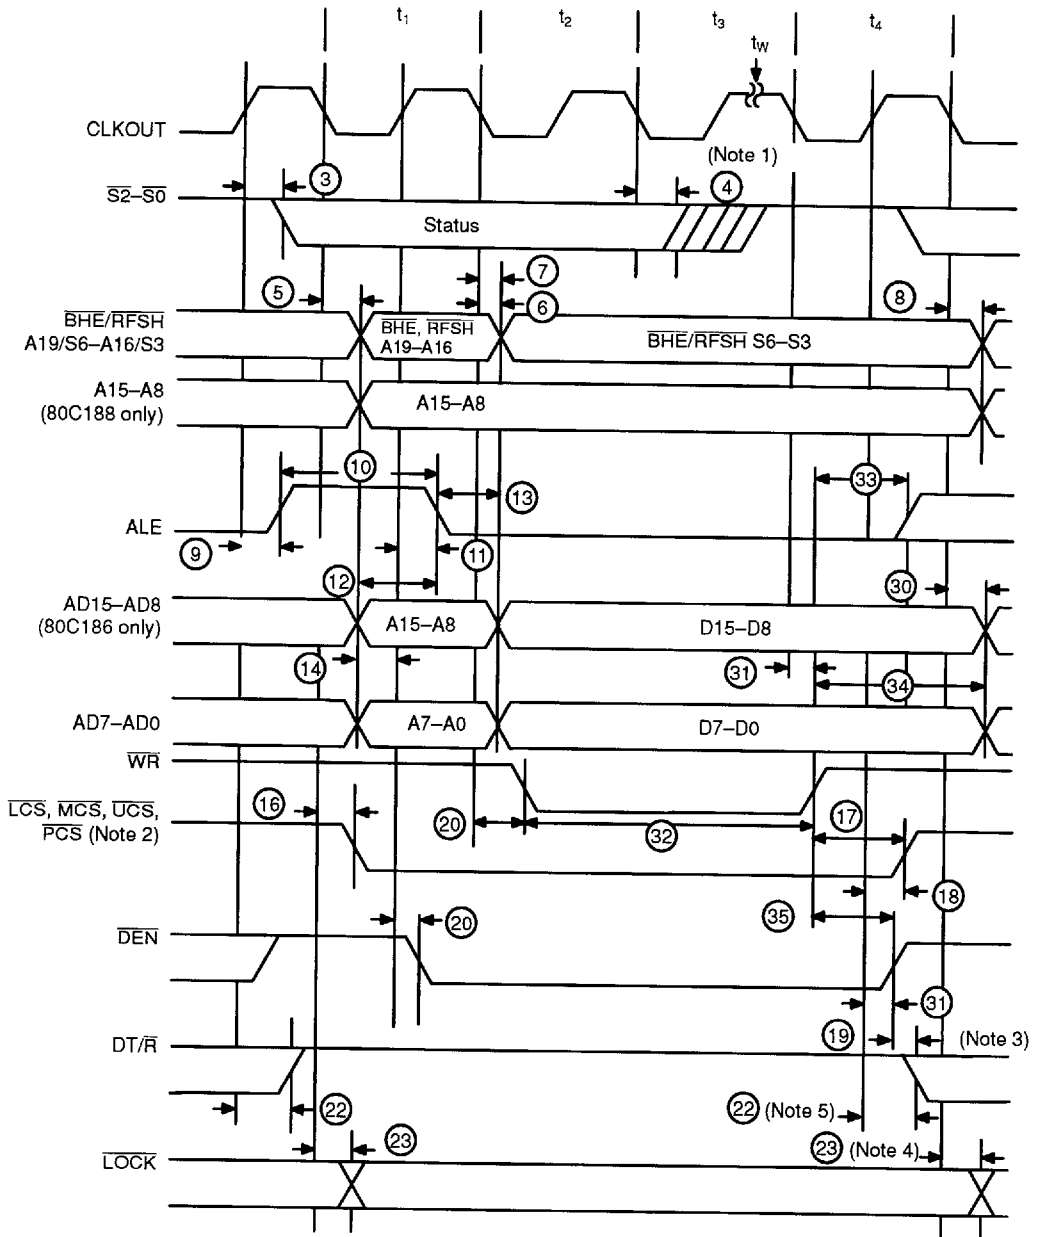 t1 t2 t3 t4
tW
CLKOUT
(Note 1)
S2–S0 3 4
Status
7
5 6 8
BHE/RFSH
A19/S6–A16/S3
BHE, RFSH
A19–A16
BHE/RFSH S6–S3
A15–A8
(80C188 only)
A15–A8
10 33
13
ALE
9 11
12 30
AD15–AD8
(80C186 only)
A15–A8 D15–D8
14 31 34
AD7–AD0 A7–A0 D7–D0
WR
LCS, MCS, UCS,
PCS (Note 2)
16 20 32 17
18
20 35
DEN
31
19 (Note 3)
DT/R
22 22 (Note 5)
23 23 (Note 4)
LOCK